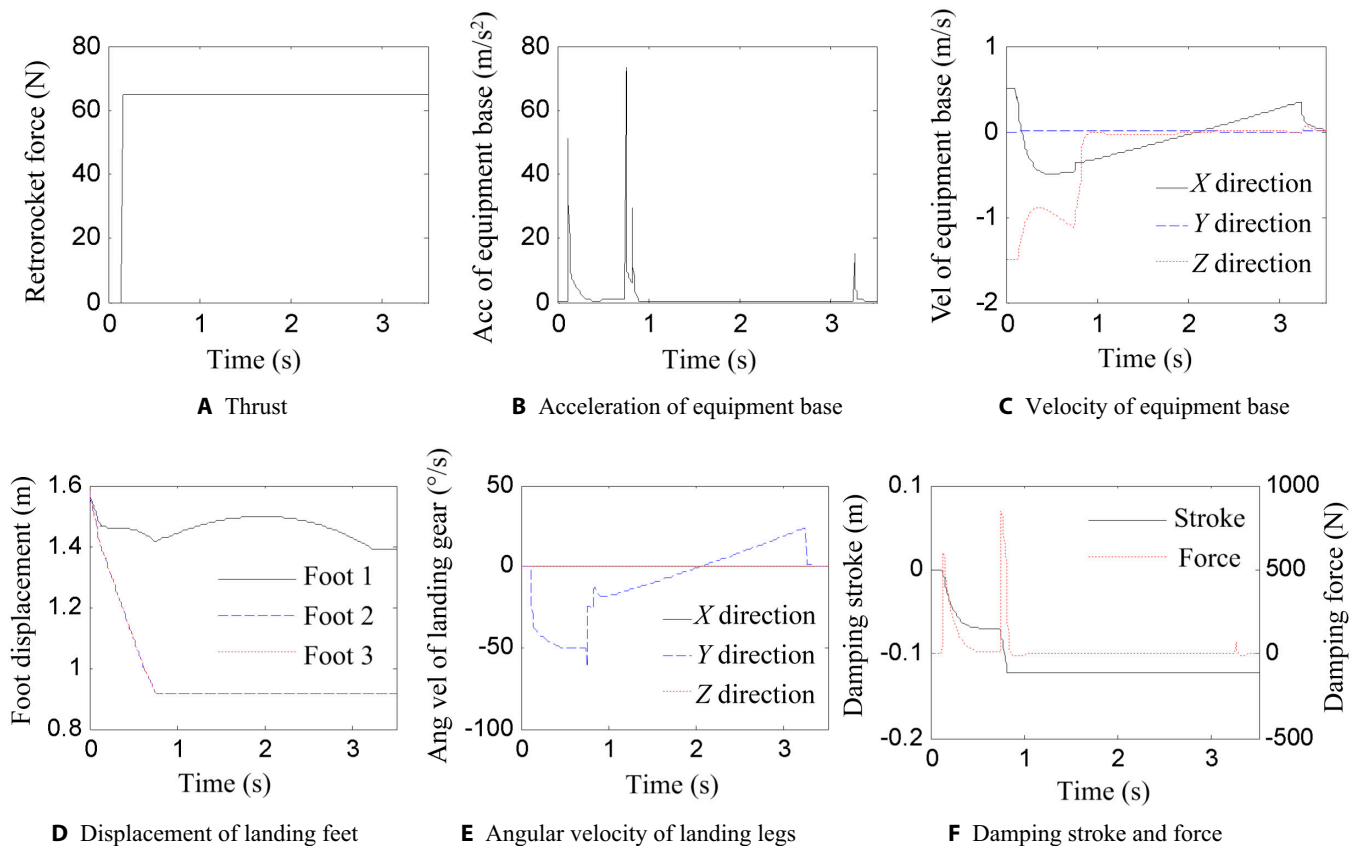 Retrorocket force (N)
80
60
40
20
0
0 1 2 3
Time (s)
A Thrust
Acc of equipment base (m/s²)
80
60
40
20
0
0 1 2 3
Time (s)
B Acceleration of equipment base
Vel of equipment base (m/s)
1
0
-1
-2
X direction
Y direction
Z direction
0 1 2 3
Time (s)
C Velocity of equipment base
Foot displacement (m)
1.6
1.4
1.2
1
0.8
Foot 1
Foot 2
Foot 3
0 1 2 3
Time (s)
D Displacement of landing feet
Ang vel of landing gear (°/s)
50
0
-50
-100
X direction
Y direction
Z direction
0 1 2 3
Time (s)
E Angular velocity of landing legs
Damping stroke (m)
0.1
0
-0.1
-0.2
Stroke
Force
1000
500
0
-500
Damping force (N)
0 1 2 3
Time (s)
F Damping stroke and force